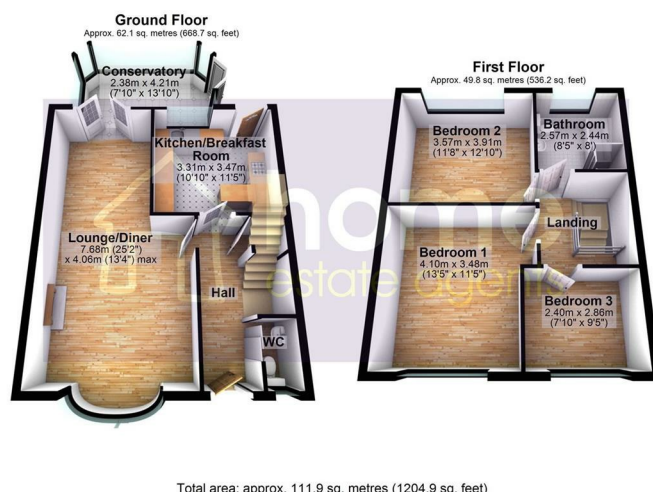 Ground Floor
Approx. 62.1 sq. metres (668.7 sq. feet)
Conservatory
2.38m x 4.21m
(7'10" x 13'10")
Kitchen/Breakfast
Room
3.31m x 3.47m
(10'10" x 11'5")
Lounge/Diner
7.68m (25'2")
x 4.06m (13'4") max
Hall
WC
First Floor
Approx. 49.8 sq. metres (536.2 sq. feet)
Bedroom 2
3.57m x 3.91m
(11'8" x 12'10")
Bathroom
2.57m x 2.44m
(8'5" x 8')
Landing
Bedroom 1
4.10m x 3.48m
(13'5" x 11'5")
Bedroom 3
2.40m x 2.86m
(7'10" x 9'5")
home
estate agents
Total area: approx. 111.9 sq. metres (1204.9 sq. feet)